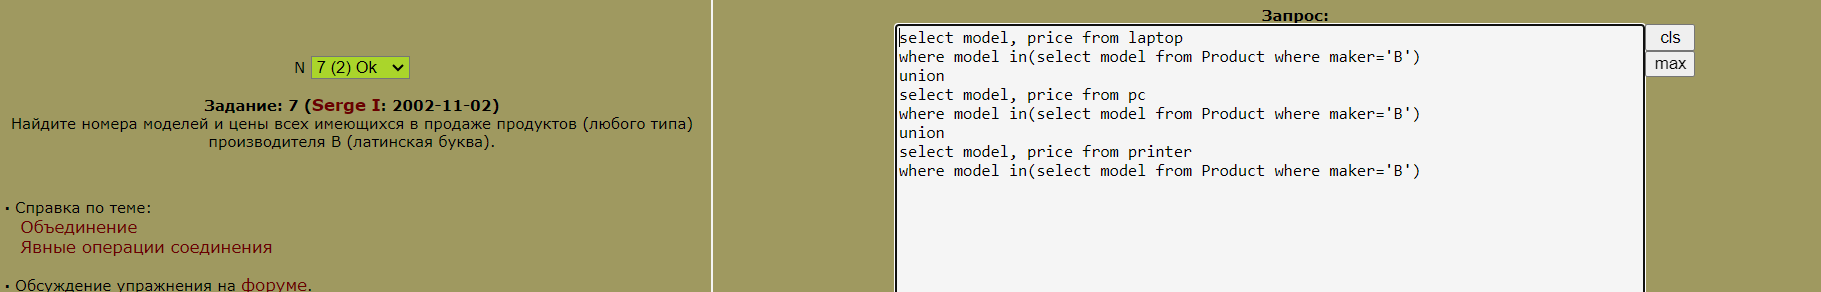 N 7 (2) Ok
Задание: 7 (Serge I: 2002-11-02)
Найдите номера моделей и цены всех имеющихся в продаже продуктов (любого типа)
производителя B (латинская буква).
· Справка по теме:
Объединение
Явные операции соединения
· Обсуждение упражнения на форуме.
Запрос:
select model, price from laptop
where model in(select model from Product where maker='B')
union
select model, price from pc
where model in(select model from Product where maker='B')
union
select model, price from printer
where model in(select model from Product where maker='B')
cls
max